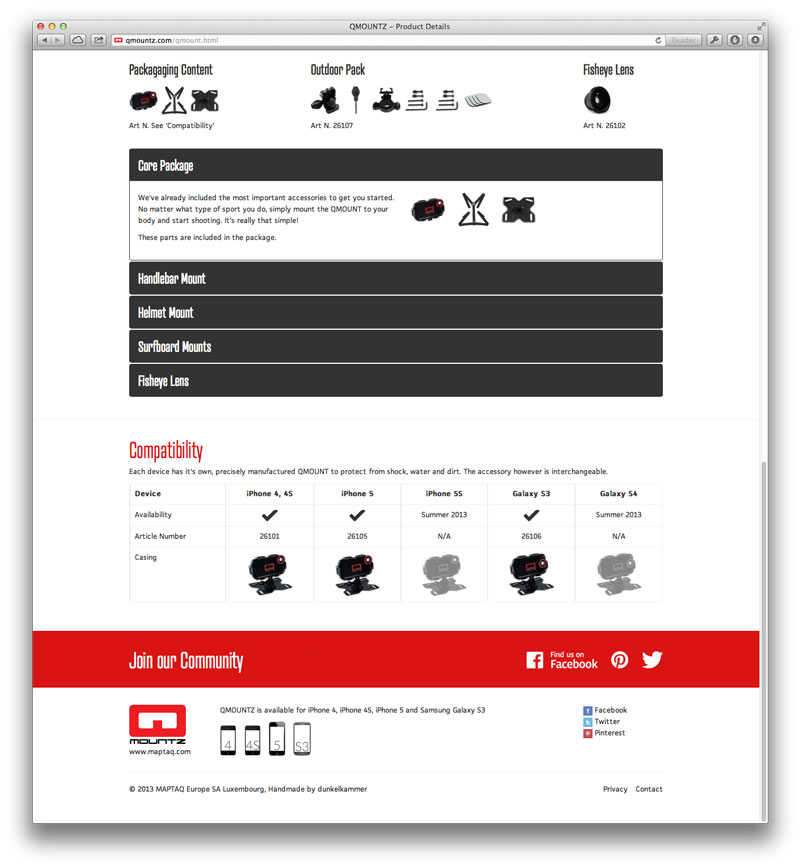 QMOUNTZ – Product Details
qmountz.com/qmount.html
Reader
Packagaging Content
Outdoor Pack
Fisheye Lens
Art N. See 'Compatibility'
Art N. 26107
Art N. 26102
Core Package
We've already included the most important accessories to get you started.
No matter what type of sport you do, simply mount the QMOUNT to your
body and start shooting. It's really that simple!
These parts are included in the package.
Handlebar Mount
Helmet Mount
Surfboard Mounts
Fisheye Lens
Compatibility
Each device has it's own, precisely manufactured QMOUNT to protect from shock, water and dirt. The accessory however is interchangeable.
Device iPhone 4, 4S iPhone 5 iPhone 5S Galaxy S3 Galaxy S4
Availability Summer 2013 Summer 2013
Article Number 26101 26105 N/A 26106 N/A
Casing
Join our Community
Find us on
Facebook
MOUNTZ
www.maptaq.com
QMOUNTZ is available for iPhone 4, iPhone 4S, iPhone 5 and Samsung Galaxy S3
4 4S 5 S3
Facebook
Twitter
Pinterest
© 2013 MAPTAQ Europe SA Luxembourg, Handmade by dunkelkammer
Privacy Contact